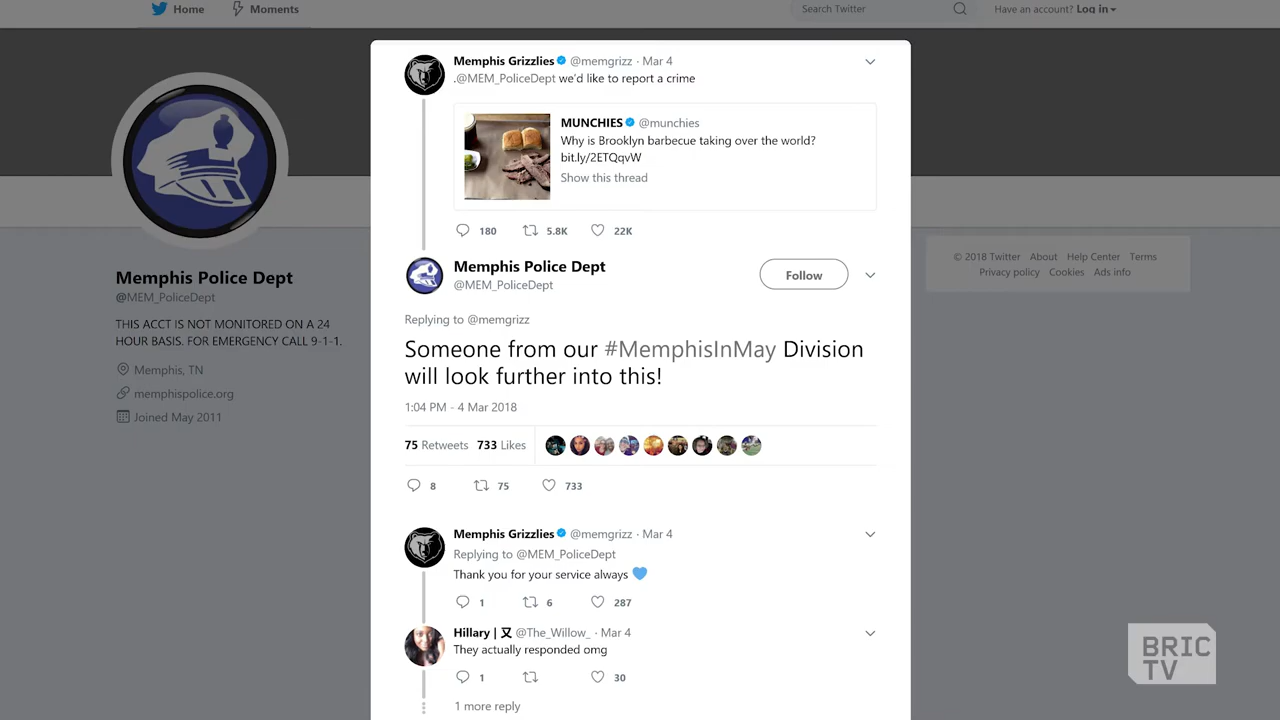 Home
Moments
Search Twitter
Have an account? Log in
Memphis Grizzlies @memgrizz · Mar 4
.@MEM_PoliceDept we'd like to report a crime
MUNCHIES @munchies
Why is Brooklyn barbecue taking over the world?
bit.ly/2ETQqvW
Show this thread
180 5.8K 22K
Memphis Police Dept
@MEM_PoliceDept
Follow
Replying to @memgrizz
Someone from our #MemphisInMay Division
will look further into this!
1:04 PM - 4 Mar 2018
75 Retweets 733 Likes
8 75 733
Memphis Grizzlies @memgrizz · Mar 4
Replying to @MEM_PoliceDept
Thank you for your service always
1 6 287
Hillary | 又 @The_Willow_ · Mar 4
They actually responded omg
1 30
1 more reply
Memphis Police Dept
@MEM_PoliceDept
THIS ACCT IS NOT MONITORED ON A 24
HOUR BASIS. FOR EMERGENCY CALL 9-1-1.
Memphis, TN
memphispolice.org
Joined May 2011
© 2018 Twitter About Help Center Terms
Privacy policy Cookies Ads info
BRIC
TV